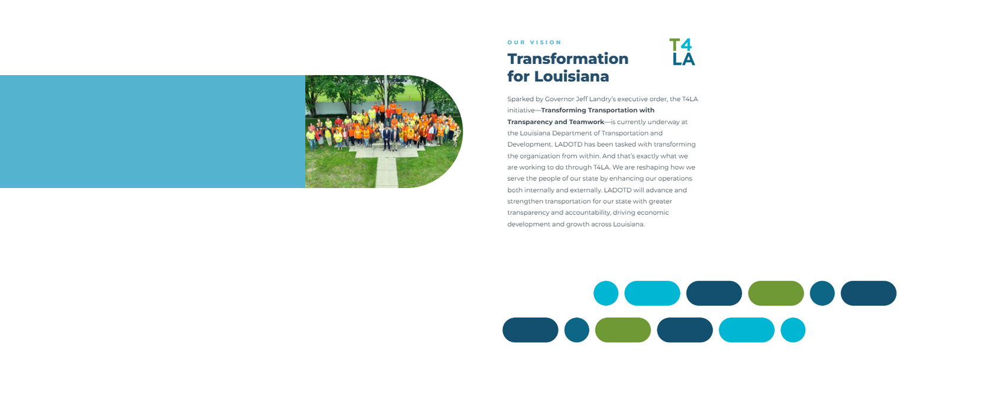 OUR VISION
Transformation
for Louisiana
T4
LA
Sparked by Governor Jeff Landry’s executive order, the T4LA
initiative—Transforming Transportation with
Transparency and Teamwork—is currently underway at
the Louisiana Department of Transportation and
Development. LADOTD has been tasked with transforming
the organization from within. And that’s exactly what we
are working to do through T4LA. We are reshaping how we
serve the people of our state by enhancing our operations
both internally and externally. LADOTD will advance and
strengthen transportation for our state with greater
transparency and accountability, driving economic
development and growth across Louisiana.